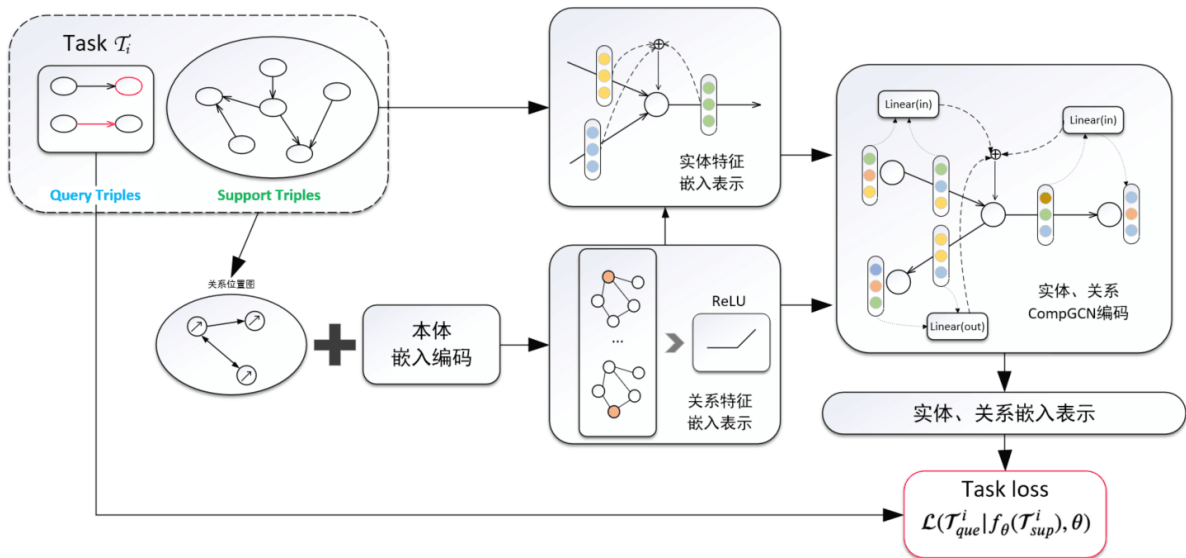 Task 𝒯ᵢ
Query Triples
Support Triples
实体特征
嵌入表示
Linear(in)
Linear(in)
Linear(out)
实体、关系
CompGCN编码
关系位置图
本体
嵌入编码
...
ReLU
关系特征
嵌入表示
实体、关系嵌入表示
Task loss
ℒ(𝒯ⁱ_que|f_θ(𝒯ⁱ_sup),θ)